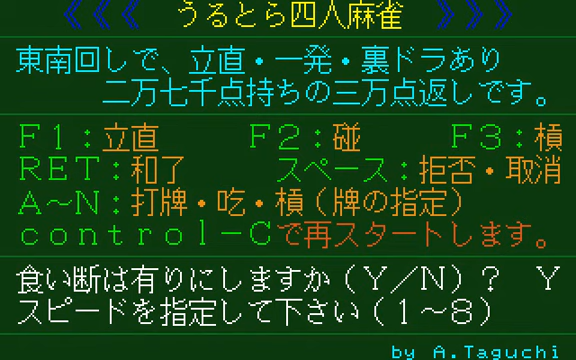 《《《 うるとら四人麻雀 》》》
東南回しで、立直・一発・裏ドラあり
二万七千点持ちの三万点返しです。
F1:立直 F2:碰 F3:槓
RET:和了 スペース:拒否・取消
A~N:打牌・吃・槓(牌の指定)
control-Cで再スタートします。
食い断は有りにしますか(Y/N)? Y
スピードを指定して下さい(1~8)
by A.Taguchi